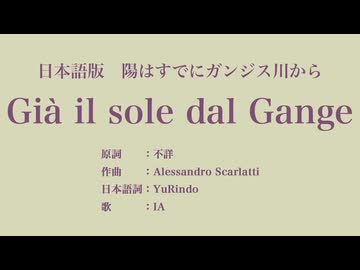 日本語版　陽はすでにガンジス川から
Già il sole dal Gange
原詞　：不詳
作曲　：Alessandro Scarlatti
日本語詞：YuRindo
歌　　：IA